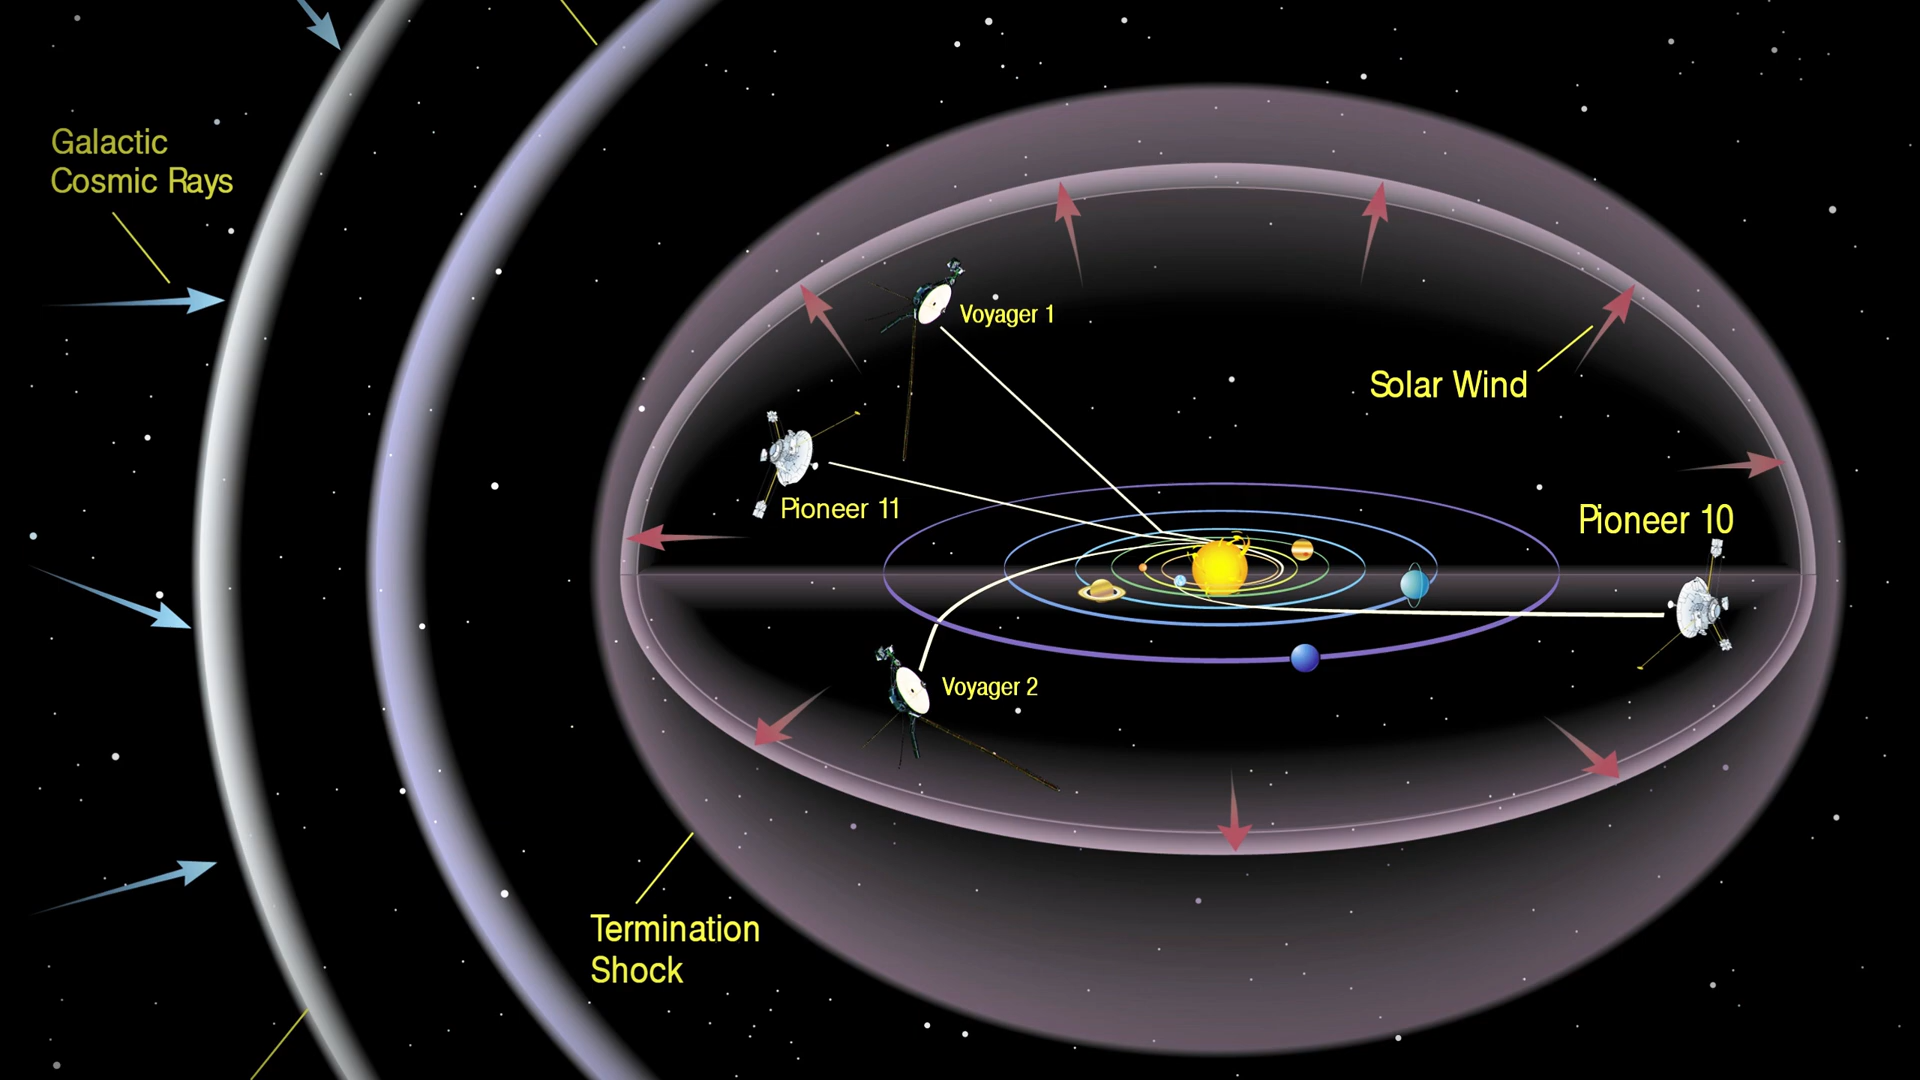 Galactic
Cosmic Rays
Voyager 1
Solar Wind
Pioneer 11
Pioneer 10
Voyager 2
Termination
Shock